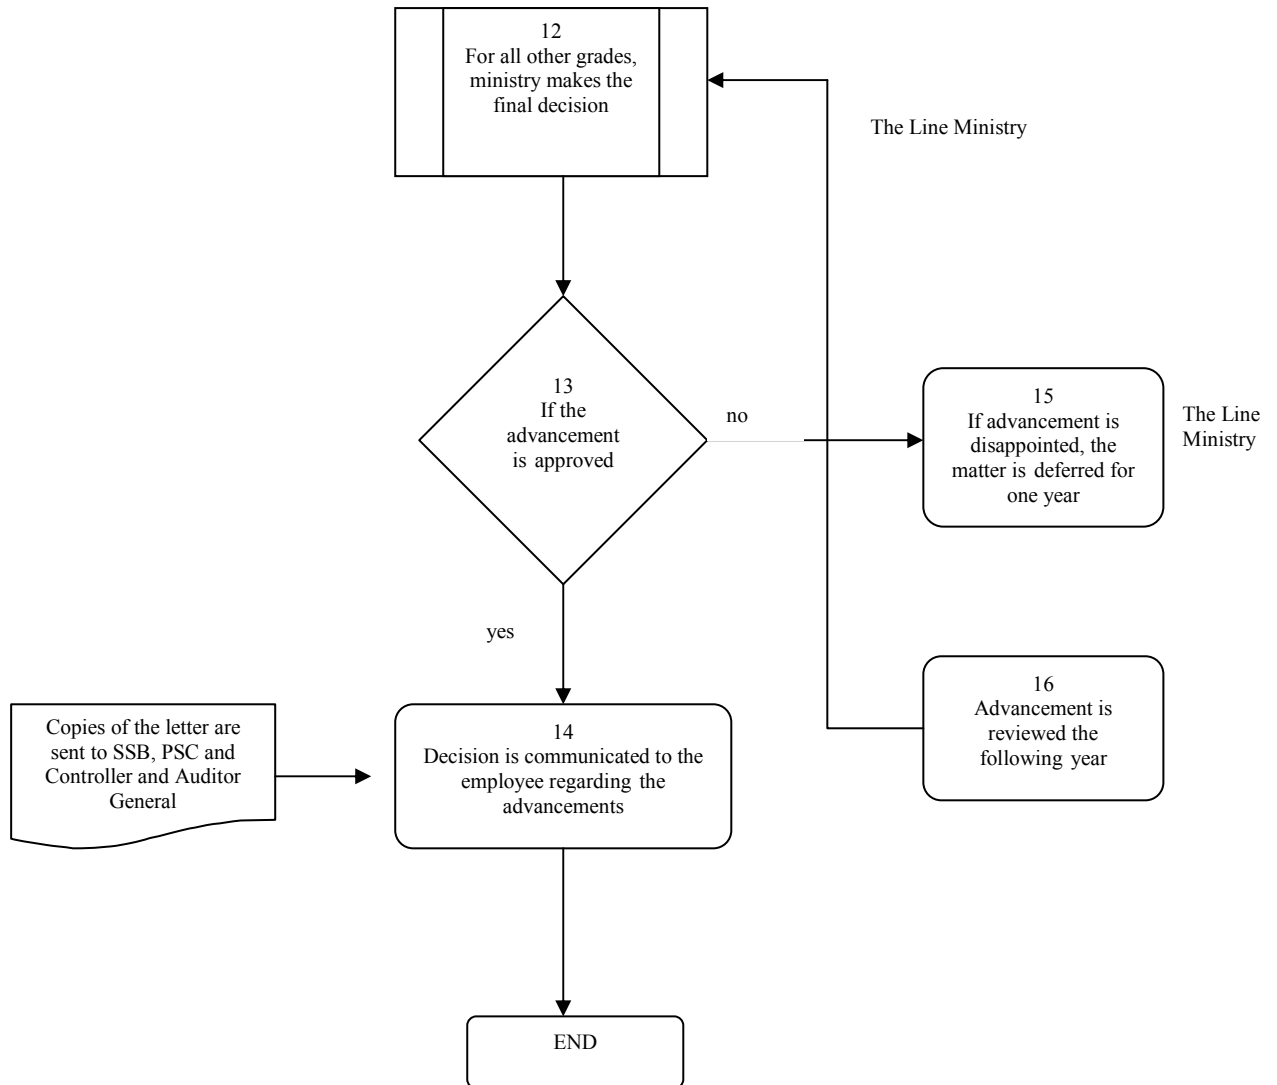 12
For all other grades,
ministry makes the
final decision
The Line Ministry
13
If the
advancement
is approved
no
15
If advancement is
disappointed, the
matter is deferred for
one year
The Line
Ministry
yes
16
Advancement is
reviewed the
following year
Copies of the letter are
sent to SSB, PSC and
Controller and Auditor
General
14
Decision is communicated to the
employee regarding the
advancements
END